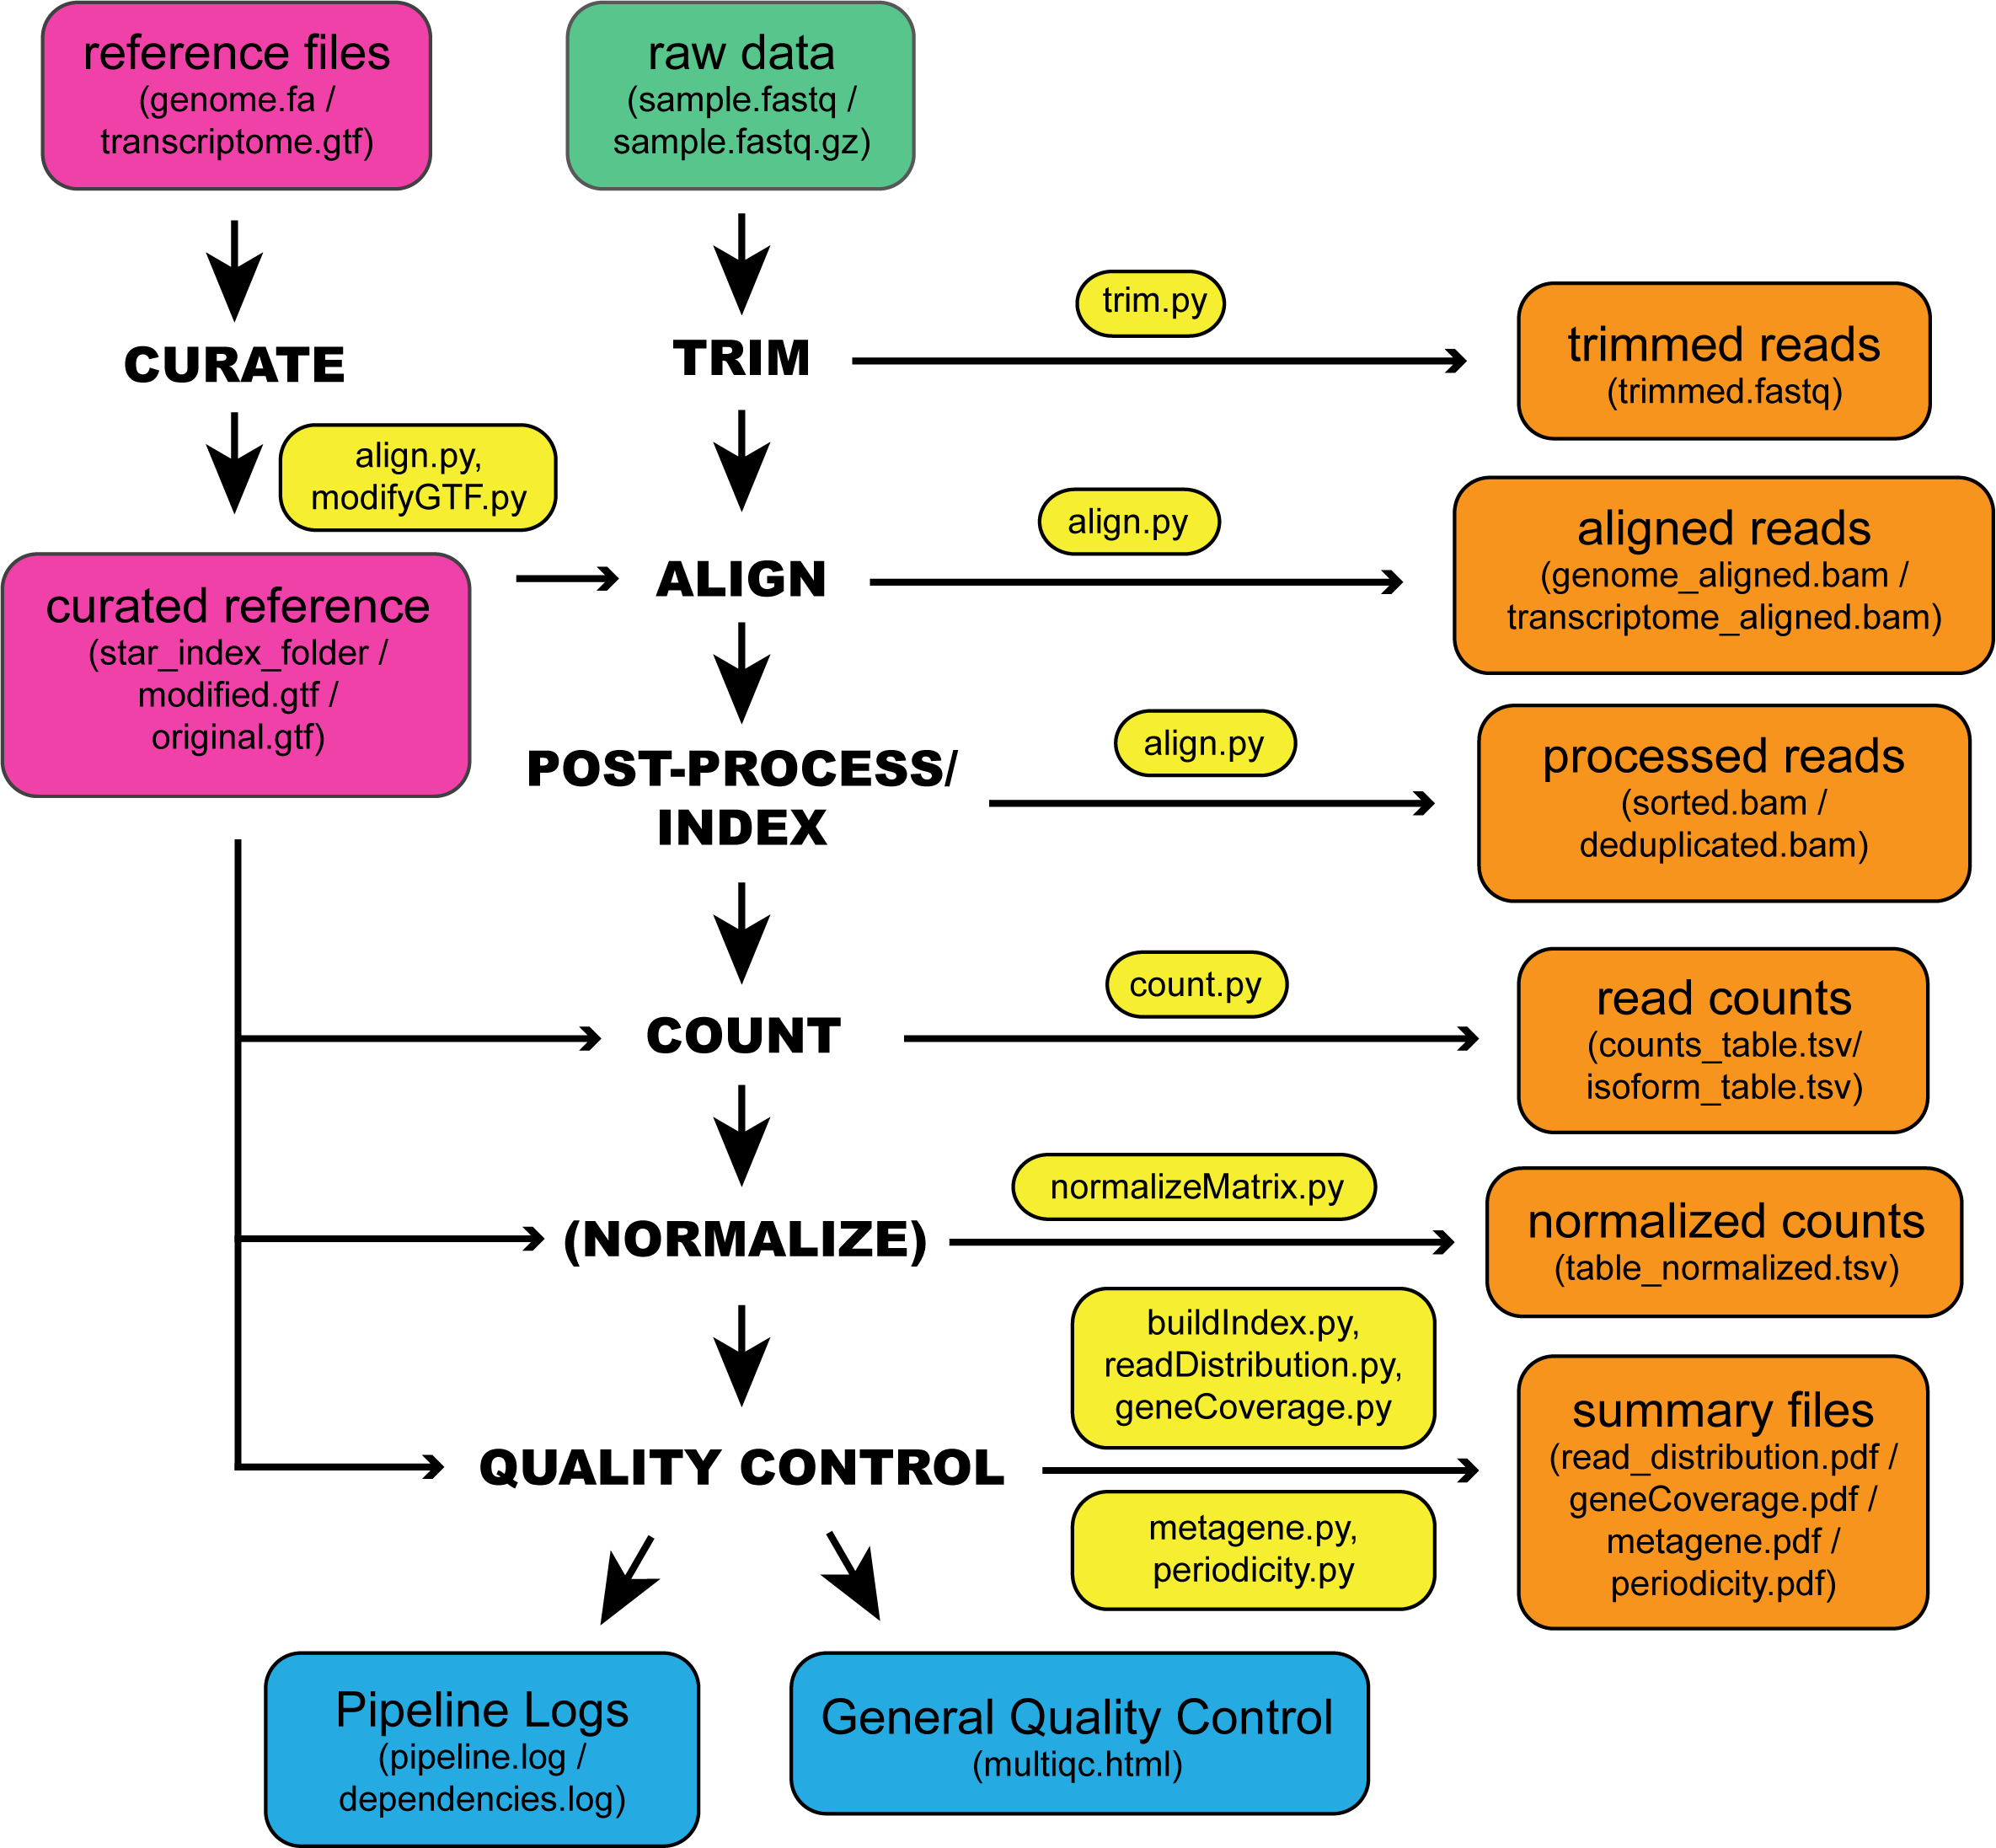 reference files
(genome.fa /
transcriptome.gtf)
raw data
(sample.fastq /
sample.fastq.gz)
CURATE
TRIM
trim.py
trimmed reads
(trimmed.fastq)
align.py,
modifyGTF.py
curated reference
(star_index_folder /
modified.gtf /
original.gtf)
ALIGN
align.py
aligned reads
(genome_aligned.bam /
transcriptome_aligned.bam)
POST-PROCESS/
INDEX
align.py
processed reads
(sorted.bam /
deduplicated.bam)
COUNT
count.py
read counts
(counts_table.tsv/
isoform_table.tsv)
(NORMALIZE)
normalizeMatrix.py
normalized counts
(table_normalized.tsv)
QUALITY CONTROL
buildIndex.py,
readDistribution.py,
geneCoverage.py
metagene.py,
periodicity.py
summary files
(read_distribution.pdf /
geneCoverage.pdf /
metagene.pdf /
periodicity.pdf)
Pipeline Logs
(pipeline.log /
dependencies.log)
General Quality Control
(multiqc.html)